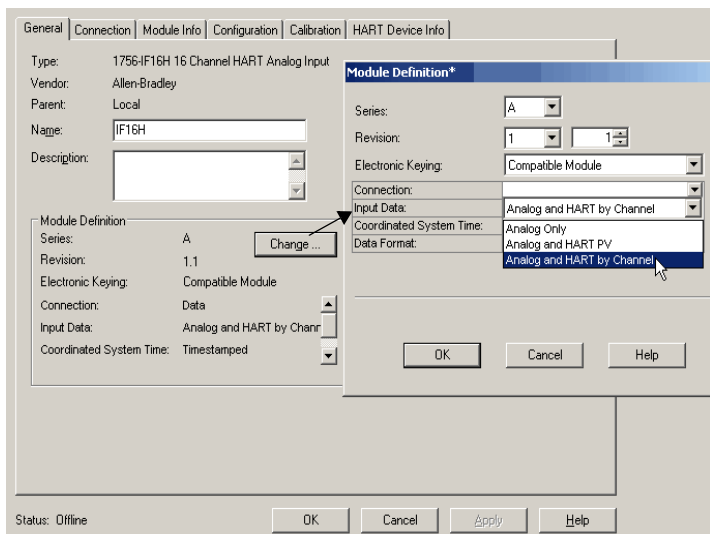 General Connection Module Info Configuration Calibration HART Device Info
Type: 1756-IF16H 16 Channel HART Analog Input
Vendor: Allen-Bradley
Parent: Local
Name: IF16H
Description:
Module Definition
Series: A Change ...
Revision: 1.1
Electronic Keying: Compatible Module
Connection: Data
Input Data: Analog and HART by Chann
Coordinated System Time: Timestamped
Status: Offline
OK Cancel Apply Help
Module Definition*
Series: A
Revision: 1 1
Electronic Keying: Compatible Module
Connection:
Input Data: Analog and HART by Channel
Coordinated System Time: Analog Only
Data Format: Analog and HART PV
Analog and HART by Channel
OK Cancel Help